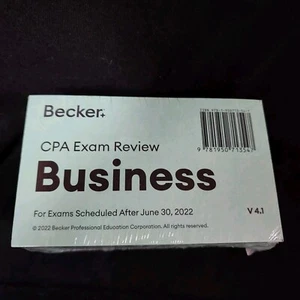 Becker.
CPA Exam Review
Business
For Exams Scheduled After June 30, 2022
V 4.1
© 2022 Becker Professional Education Corporation. All rights reserved.